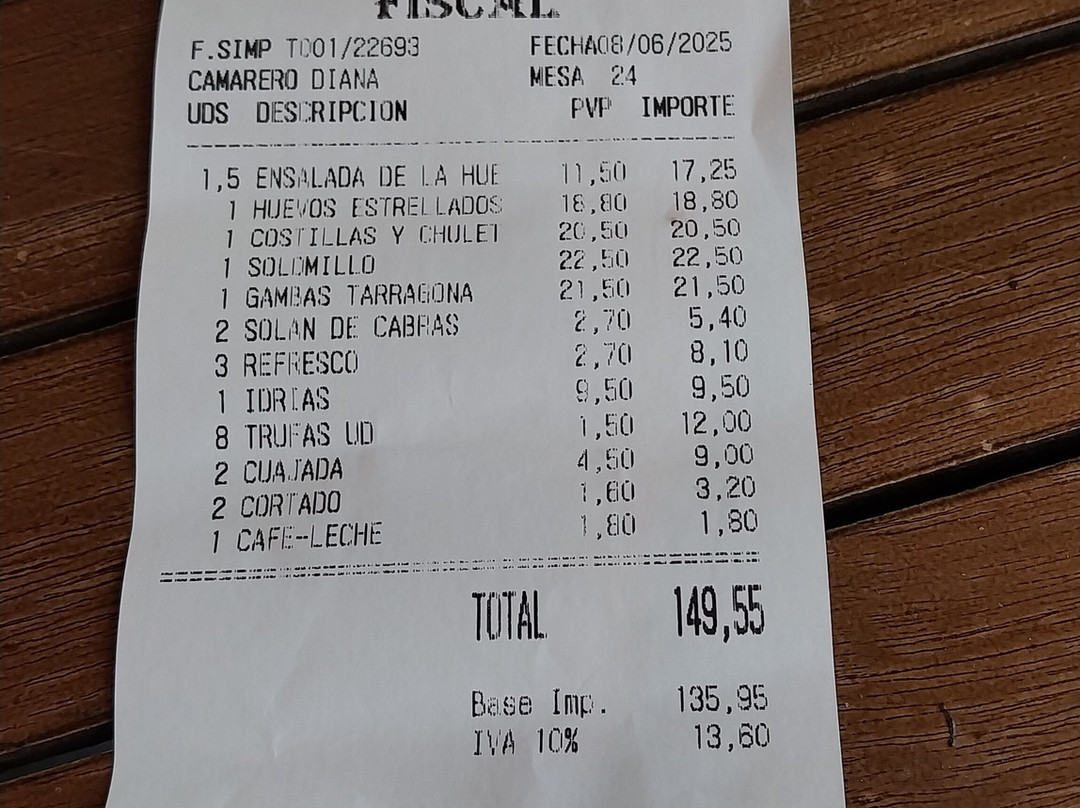 FISCAL
F.SIMP T001/22693 FECHA08/06/2025
CAMARERO DIANA MESA 24
UDS DESCRIPCION PVP IMPORTE
1,5 ENSALADA DE LA HUE 11,50 17,25
1 HUEVOS ESTRELLADOS 18,80 18,80
1 COSTILLAS Y CHULET 20,50 20,50
1 SOLOMILLO 22,50 22,50
1 GAMBAS TARRAGONA 21,50 21,50
2 SOLAN DE CABRAS 2,70 5,40
3 REFRESCO 2,70 8,10
1 IDRIAS 9,50 9,50
8 TRUFAS UD 1,50 12,00
2 CUAJADA 4,50 9,00
2 CORTADO 1,60 3,20
1 CAFE-LECHE 1,80 1,80
TOTAL 149,55
Base Imp. 135,95
IVA 10% 13,60